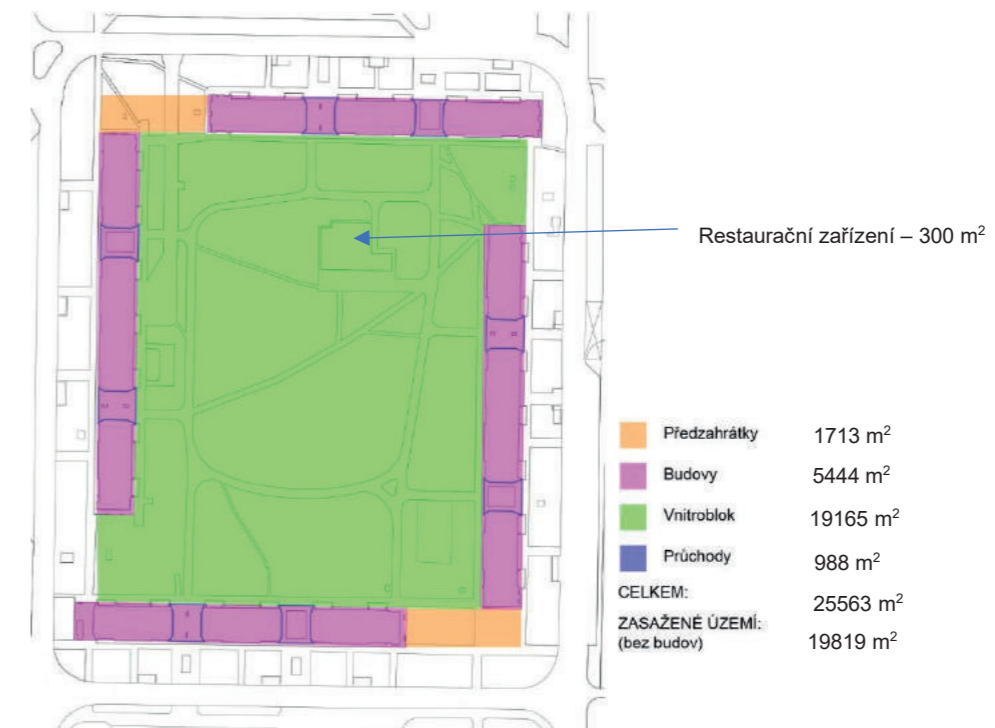 Restaurační zařízení – 300 m²
Předzahrátky 1713 m²
Budovy 5444 m²
Vnitroblok 19165 m²
Průchody 988 m²
CELKEM: 25563 m²
ZASAŽENÉ ÚZEMÍ:
(bez budov) 19819 m²